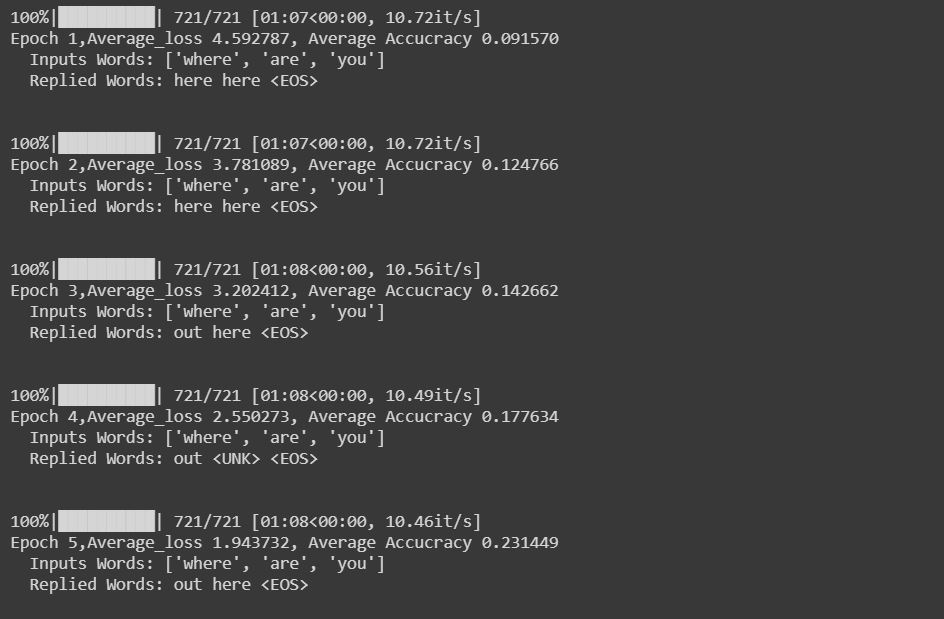 100%|██████████| 721/721 [01:07<00:00, 10.72it/s]
Epoch 1,Average_loss 4.592787, Average Accucracy 0.091570
  Inputs Words: ['where', 'are', 'you']
  Replied Words: here here <EOS>
100%|██████████| 721/721 [01:07<00:00, 10.72it/s]
Epoch 2,Average_loss 3.781089, Average Accucracy 0.124766
  Inputs Words: ['where', 'are', 'you']
  Replied Words: here here <EOS>
100%|██████████| 721/721 [01:08<00:00, 10.56it/s]
Epoch 3,Average_loss 3.202412, Average Accucracy 0.142662
  Inputs Words: ['where', 'are', 'you']
  Replied Words: out here <EOS>
100%|██████████| 721/721 [01:08<00:00, 10.49it/s]
Epoch 4,Average_loss 2.550273, Average Accucracy 0.177634
  Inputs Words: ['where', 'are', 'you']
  Replied Words: out <UNK> <EOS>
100%|██████████| 721/721 [01:08<00:00, 10.46it/s]
Epoch 5,Average_loss 1.943732, Average Accucracy 0.231449
  Inputs Words: ['where', 'are', 'you']
  Replied Words: out here <EOS>